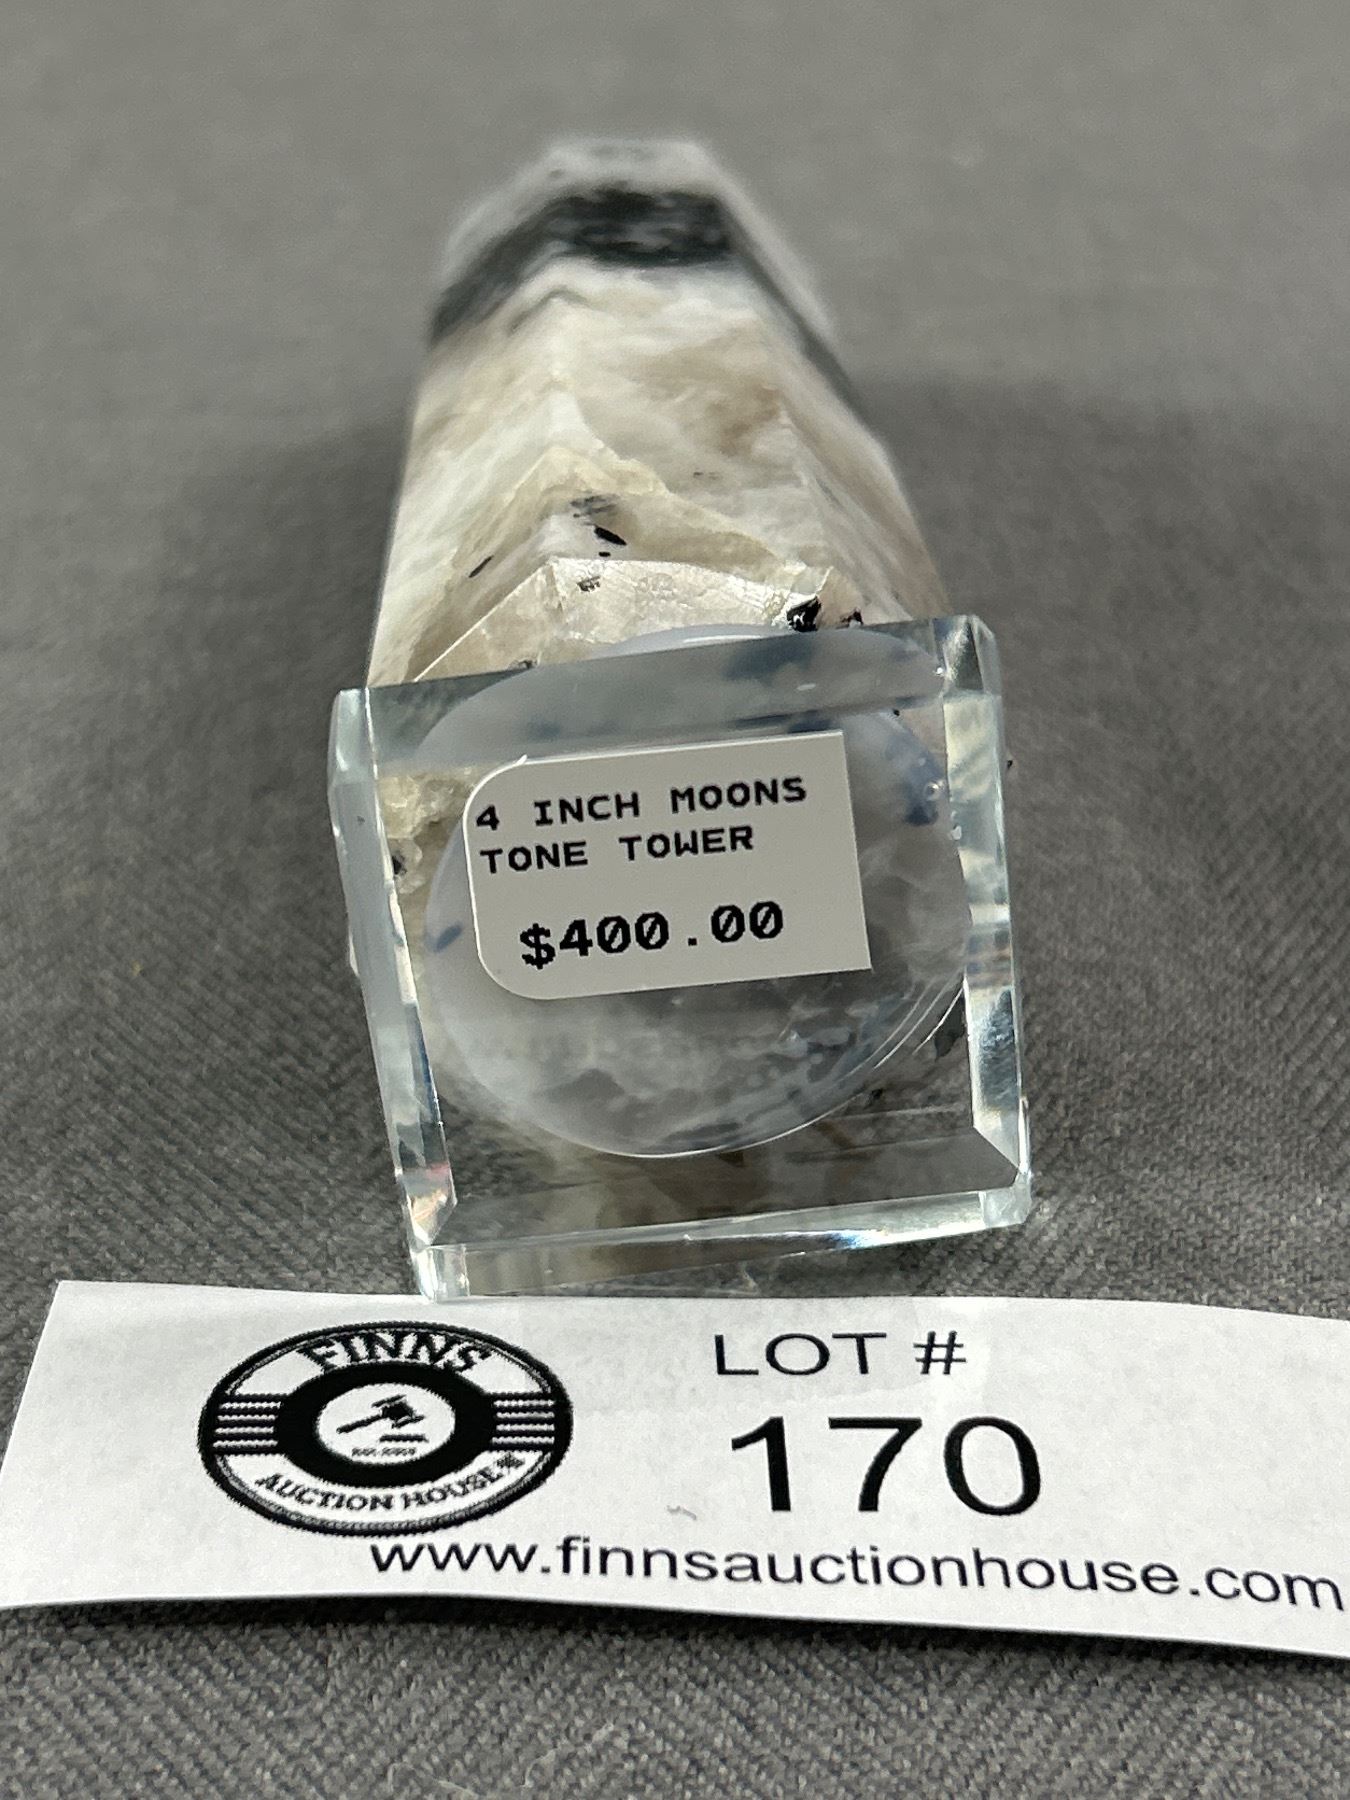 4 INCH MOONS
TONE TOWER
$400.00
FINNS
AUCTION HOUSE
LOT #
170
www.finnsauctionhouse.com